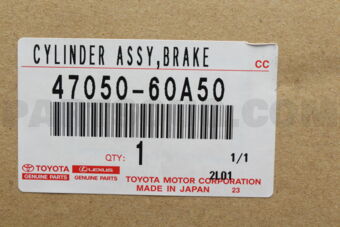 CYLINDER ASSY,BRAKE
CC
47050-60A50
QTY: 1 1/1
TOYOTA LEXUS
GENUINE PARTS GENUINE PARTS
2L01
TOYOTA MOTOR CORPORATION
MADE IN JAPAN 23